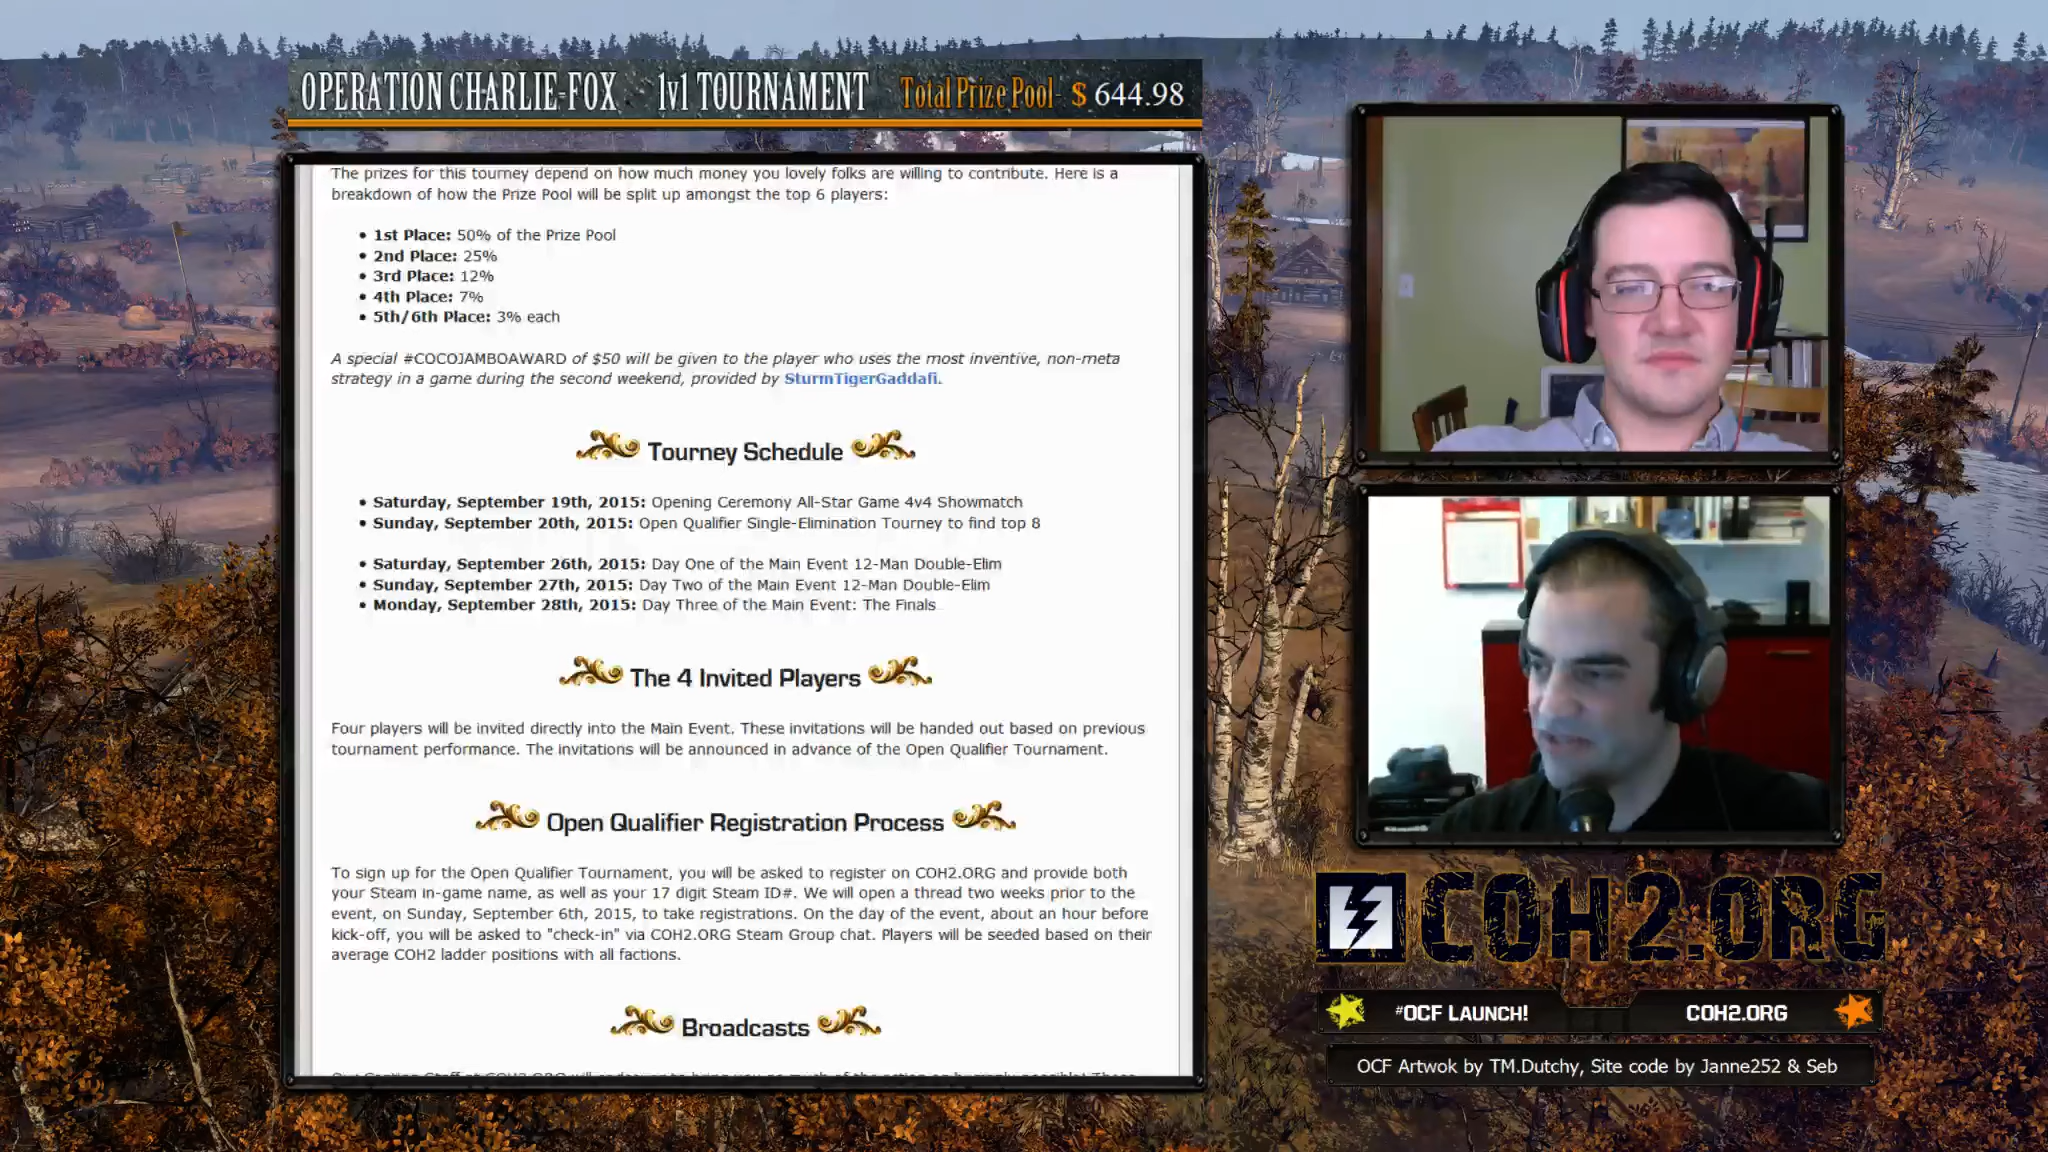 OPERATION CHARLIE-FOX 1v1 TOURNAMENT Total Prize Pool- $ 644.98
The prizes for this tourney depend on how much money you lovely folks are willing to contribute. Here is a
breakdown of how the Prize Pool will be split up amongst the top 6 players:
• 1st Place: 50% of the Prize Pool
• 2nd Place: 25%
• 3rd Place: 12%
• 4th Place: 7%
• 5th/6th Place: 3% each
A special #COCOJAMBOAWARD of $50 will be given to the player who uses the most inventive, non-meta
strategy in a game during the second weekend, provided by SturmTigerGaddafi.
Tourney Schedule
• Saturday, September 19th, 2015: Opening Ceremony All-Star Game 4v4 Showmatch
• Sunday, September 20th, 2015: Open Qualifier Single-Elimination Tourney to find top 8
• Saturday, September 26th, 2015: Day One of the Main Event 12-Man Double-Elim
• Sunday, September 27th, 2015: Day Two of the Main Event 12-Man Double-Elim
• Monday, September 28th, 2015: Day Three of the Main Event: The Finals
The 4 Invited Players
Four players will be invited directly into the Main Event. These invitations will be handed out based on previous
tournament performance. The invitations will be announced in advance of the Open Qualifier Tournament.
Open Qualifier Registration Process
To sign up for the Open Qualifier Tournament, you will be asked to register on COH2.ORG and provide both
your Steam in-game name, as well as your 17 digit Steam ID#. We will open a thread two weeks prior to the
event, on Sunday, September 6th, 2015, to take registrations. On the day of the event, about an hour before
kick-off, you will be asked to "check-in" via COH2.ORG Steam Group chat. Players will be seeded based on their
average COH2 ladder positions with all factions.
Broadcasts
COH2.ORG
#OCF LAUNCH! COH2.ORG
OCF Artwok by TM.Dutchy, Site code by Janne252 & Seb